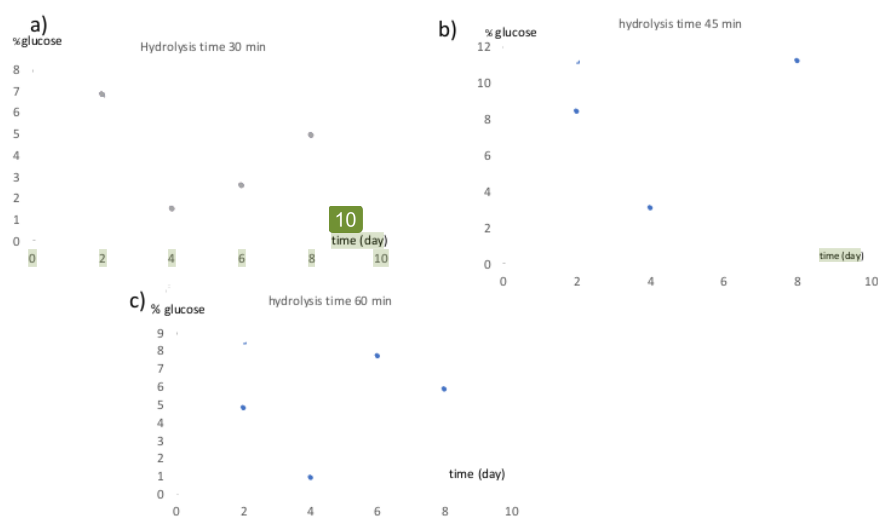 a)
%glucose
Hydrolysis time 30 min
8
7
6
5
4
3
2
1
0
10
time (day)
0 2 4 6 8 10
b)
%glucose
hydrolysis time 45 min
12
10
8
6
4
2
0
time (day)
0 2 4 6 8 10
c)
% glucose
hydrolysis time 60 min
9
8
7
6
5
4
3
2
1
0
time (day)
0 2 4 6 8 10